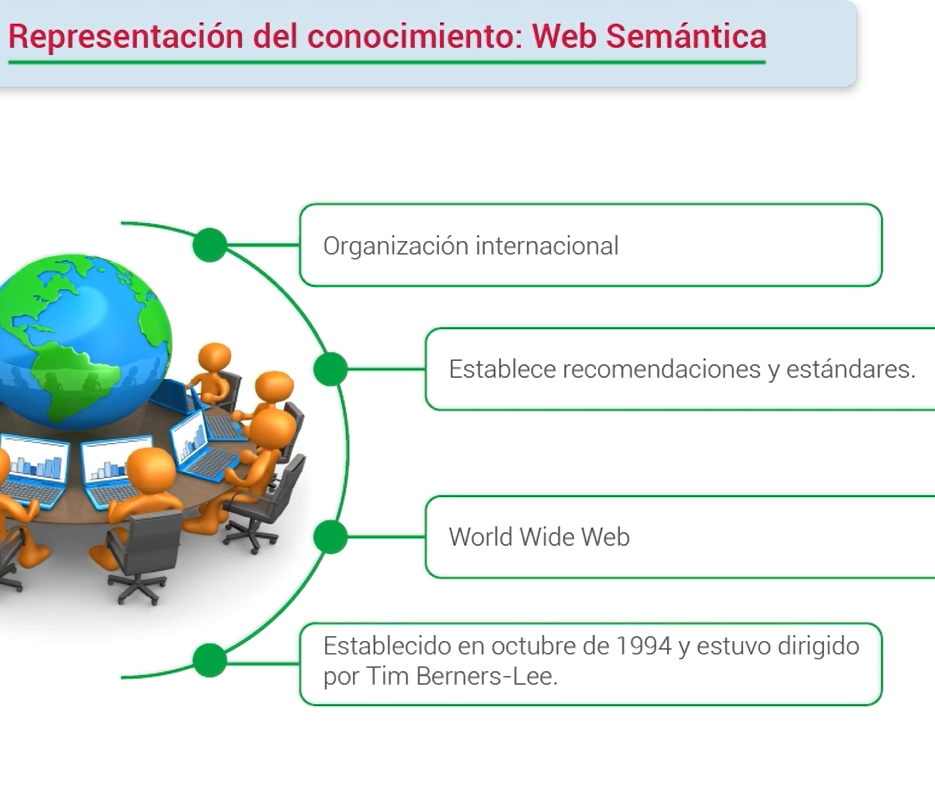 Representación del conocimiento: Web Semántica
Organización internacional
Establece recomendaciones y estándares.
World Wide Web
Establecido en octubre de 1994 y estuvo dirigido
por Tim Berners-Lee.